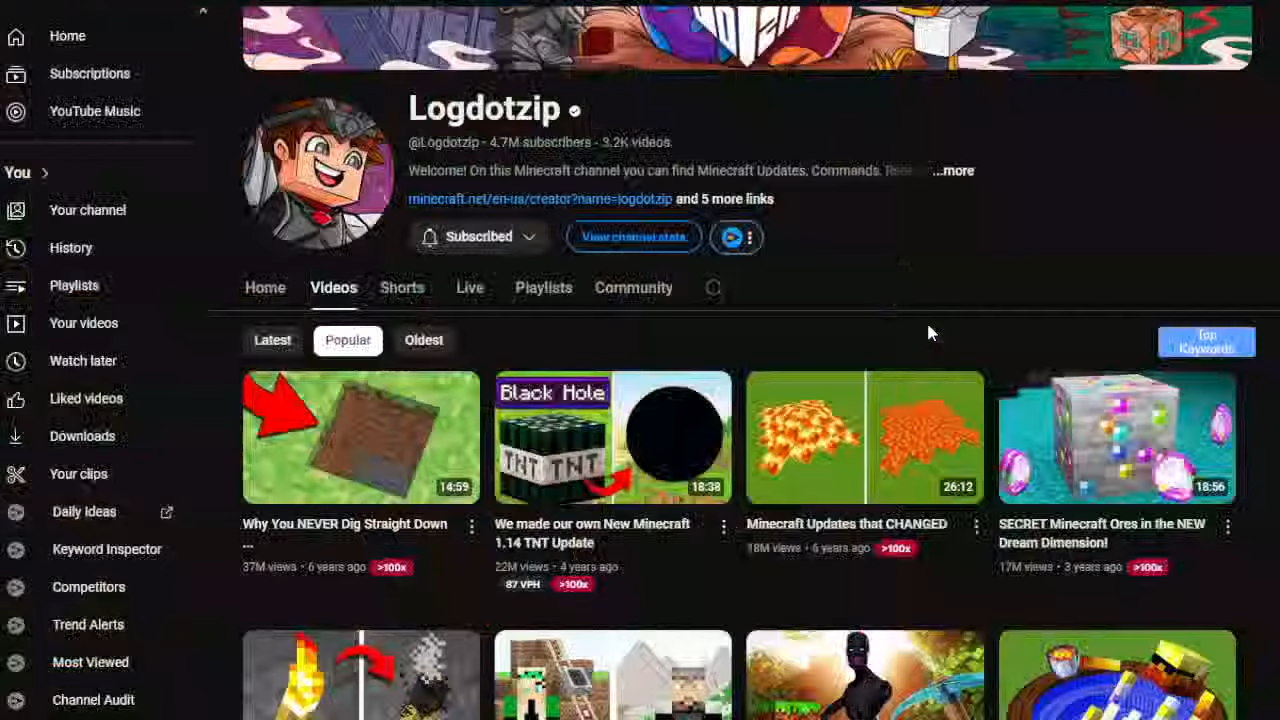 Home
Subscriptions
YouTube Music
You
Your channel
History
Playlists
Your videos
Watch later
Liked videos
Downloads
Your clips
Daily Ideas
Keyword Inspector
Competitors
Trend Alerts
Most Viewed
Channel Audit
Logdotzip
@Logdotzip · 4.7M subscribers · 3.2K videos
Welcome! On this Minecraft channel you can find Minecraft Updates, Commands, ...more
minecraft.net/en-us/creator?name=logdotzip and 5 more links
Subscribed
View channel stats
Home Videos Shorts Live Playlists Community
Latest Popular Oldest
Top
Keywords
14:59
Black Hole
TNT TNT
18:38
26:12
18:56
Why You NEVER Dig Straight Down
...
37M views · 6 years ago >100x
We made our own New Minecraft
1.14 TNT Update
22M views · 4 years ago
87 VPH >100x
Minecraft Updates that CHANGED
18M views · 6 years ago >100x
SECRET Minecraft Ores in the NEW
Dream Dimension!
17M views · 3 years ago >100x